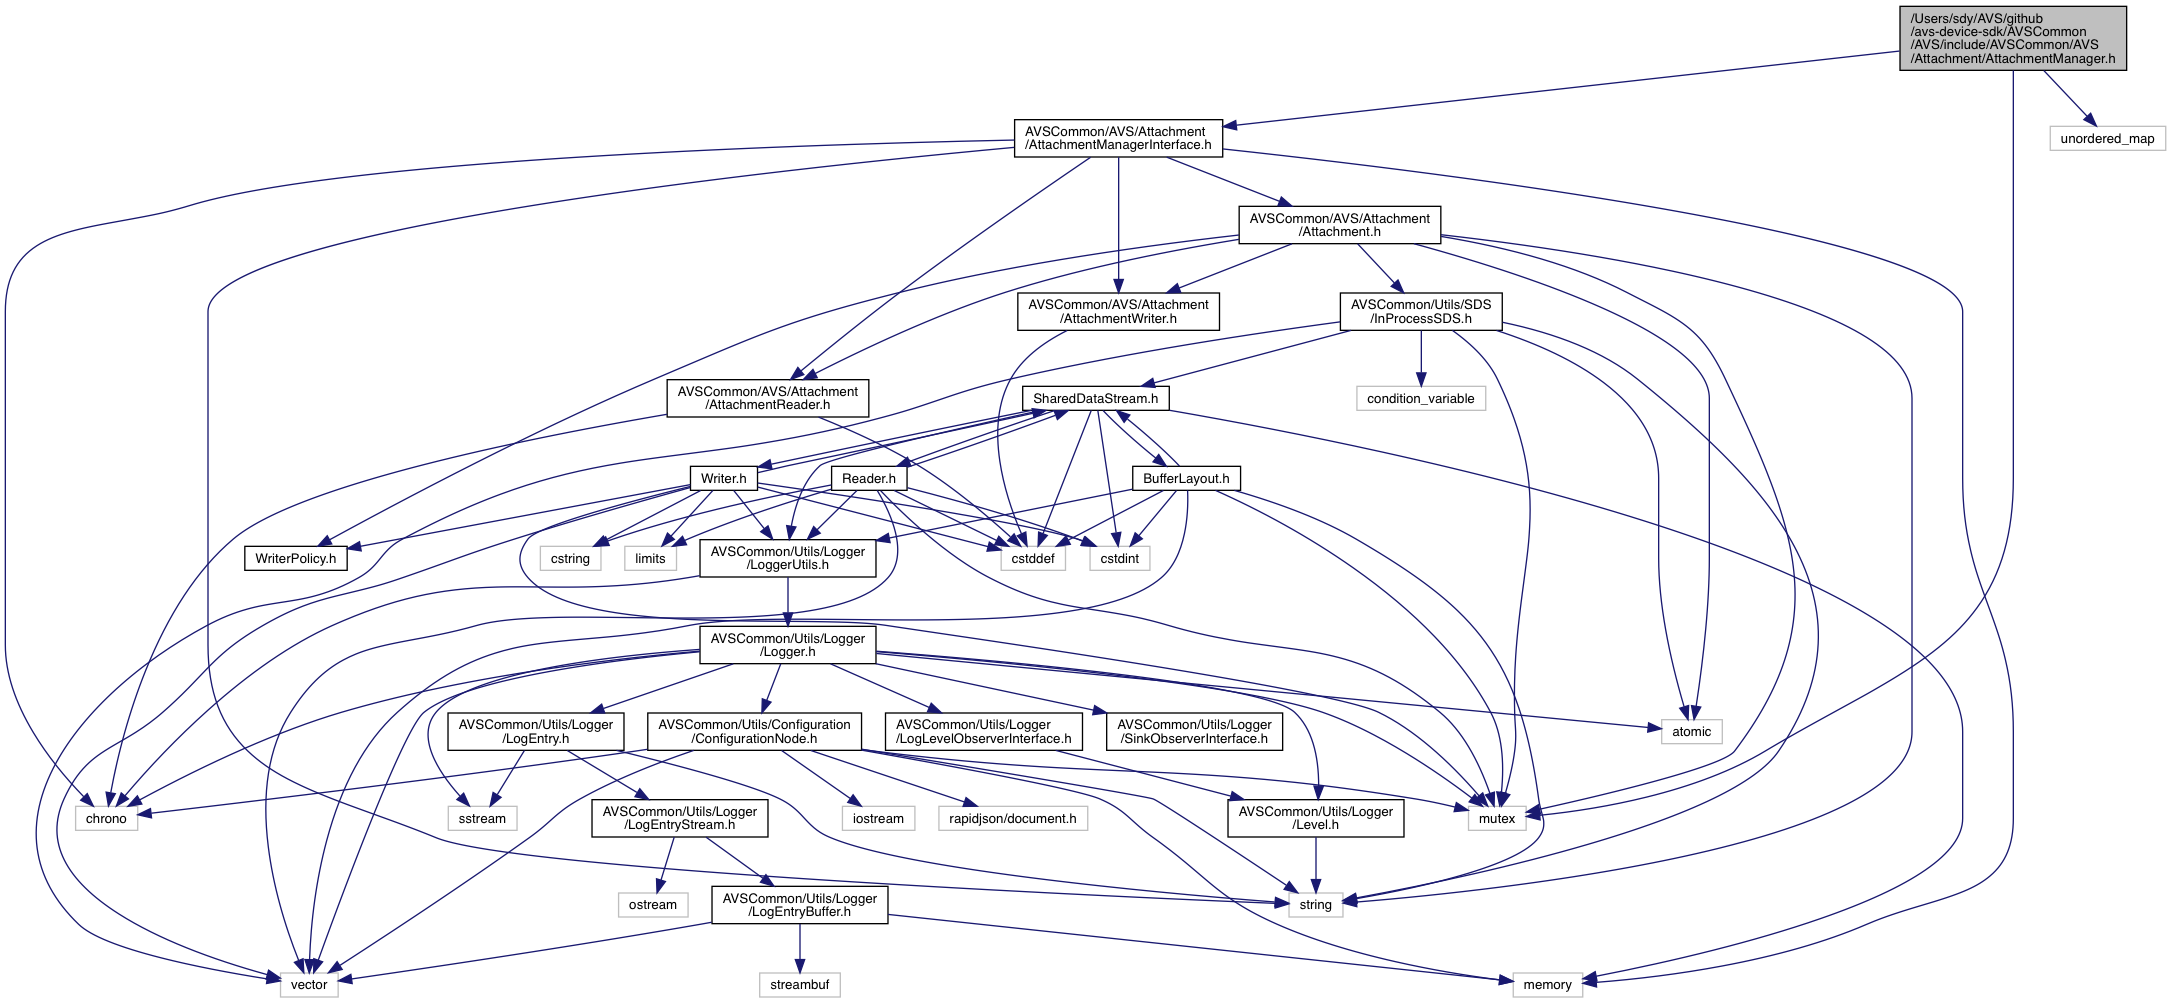 /Users/sdy/AVS/github
/avs-device-sdk/AVSCommon
/AVS/include/AVSCommon/AVS
/Attachment/AttachmentManager.h
AVSCommon/AVS/Attachment
/AttachmentManagerInterface.h
unordered_map
AVSCommon/AVS/Attachment
/Attachment.h
AVSCommon/AVS/Attachment
/AttachmentWriter.h
AVSCommon/Utils/SDS
/InProcessSDS.h
AVSCommon/AVS/Attachment
/AttachmentReader.h
SharedDataStream.h
condition_variable
Writer.h
Reader.h
BufferLayout.h
WriterPolicy.h
cstring
limits
AVSCommon/Utils/Logger
/LoggerUtils.h
cstddef
cstdint
AVSCommon/Utils/Logger
/Logger.h
AVSCommon/Utils/Logger
/LogEntry.h
AVSCommon/Utils/Configuration
/ConfigurationNode.h
AVSCommon/Utils/Logger
/LogLevelObserverInterface.h
AVSCommon/Utils/Logger
/SinkObserverInterface.h
atomic
chrono
sstream
AVSCommon/Utils/Logger
/LogEntryStream.h
iostream
rapidjson/document.h
AVSCommon/Utils/Logger
/Level.h
mutex
ostream
AVSCommon/Utils/Logger
/LogEntryBuffer.h
string
vector
streambuf
memory